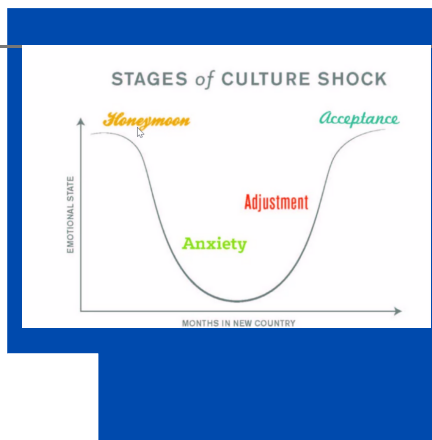 STAGES of CULTURE SHOCK
Honeymoon
Acceptance
EMOTIONAL STATE
Adjustment
Anxiety
MONTHS IN NEW COUNTRY